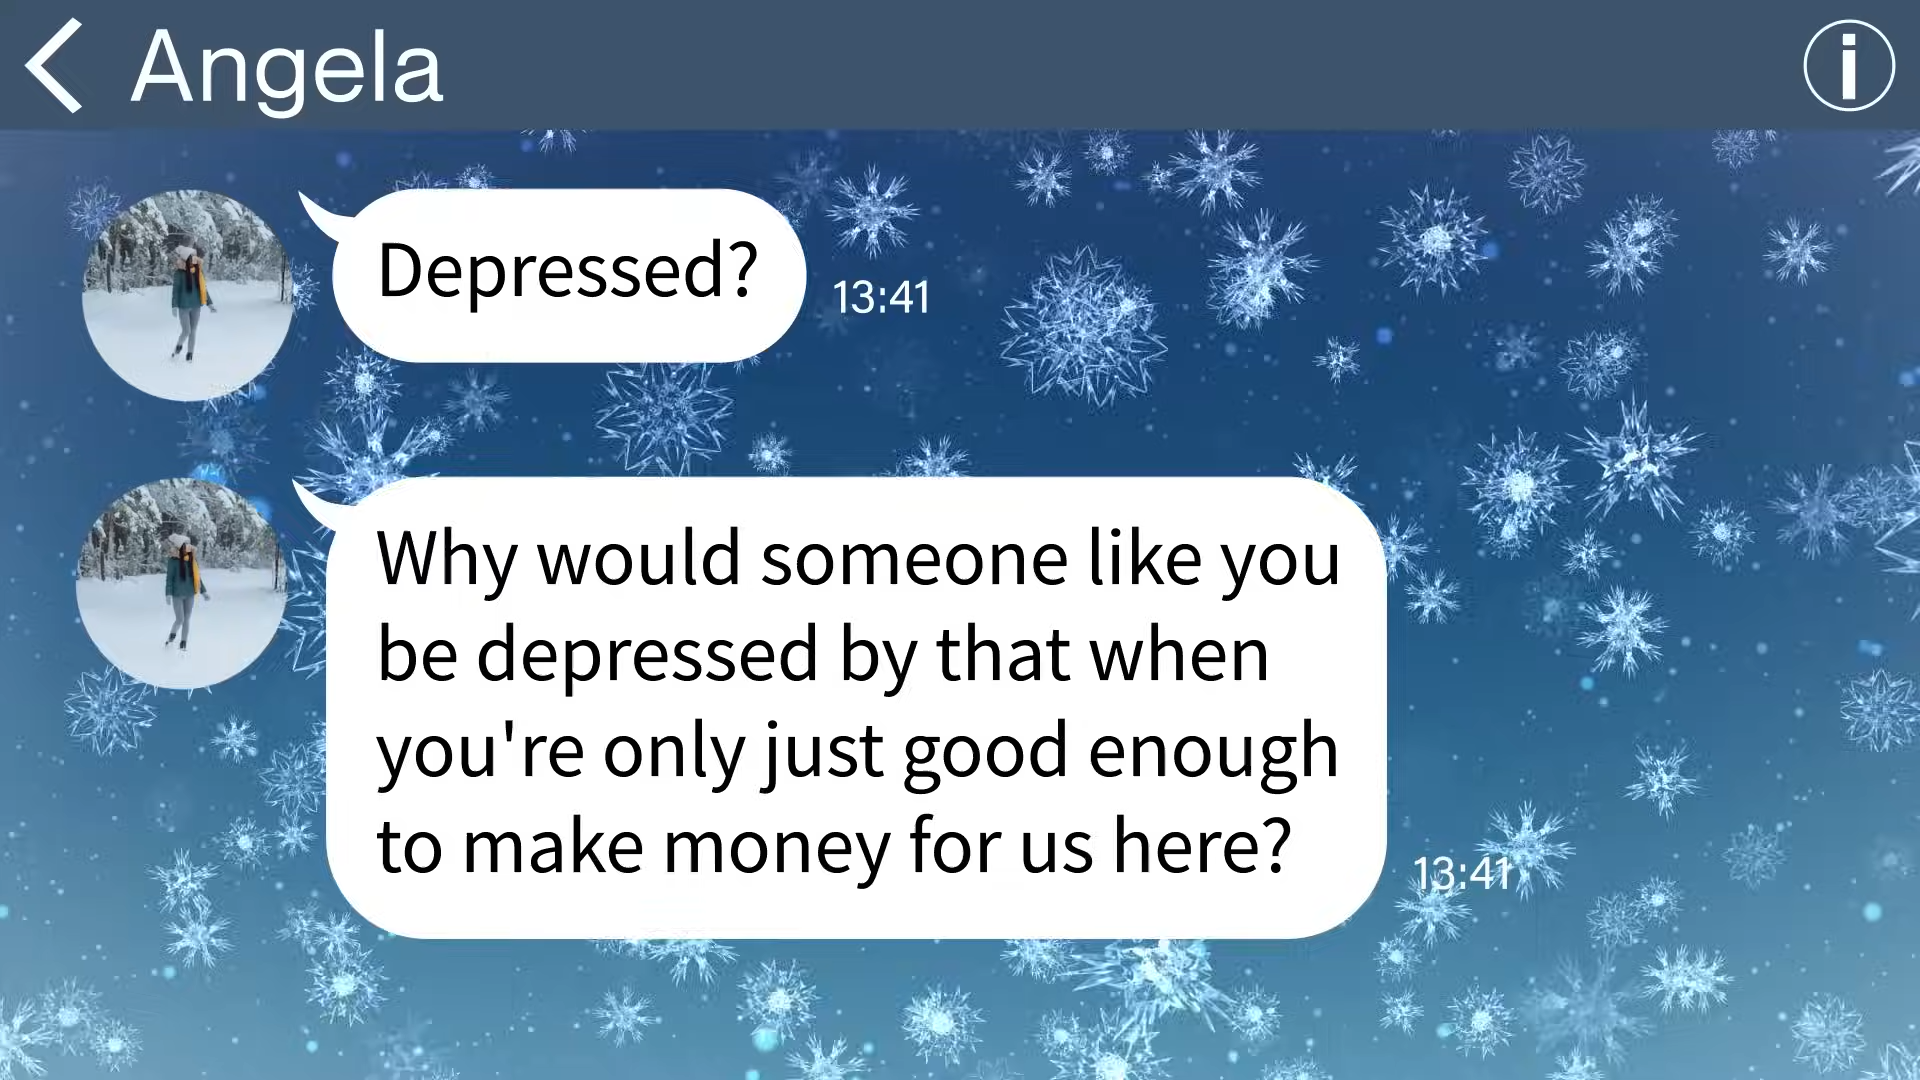 Angela
Depressed?
13:41
Why would someone like you
be depressed by that when
you're only just good enough
to make money for us here?
13:41